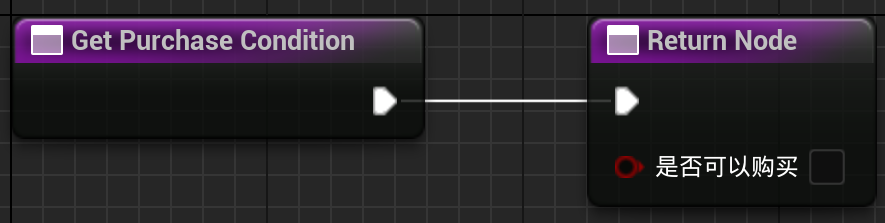 Get Purchase Condition
Return Node
是否可以购买